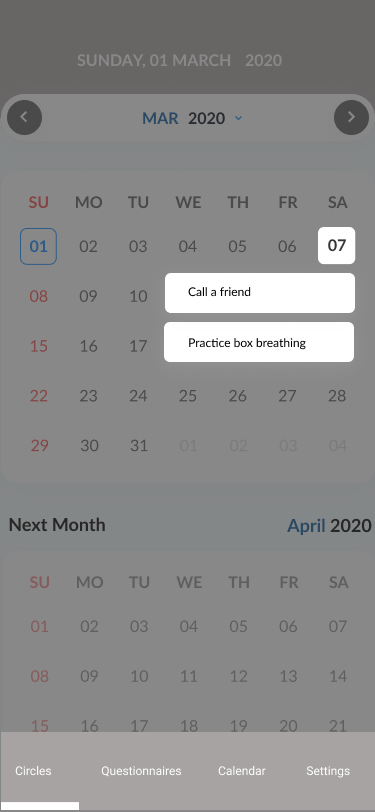 SUNDAY, 01 MARCH 2020
MAR 2020
SU MO TU WE TH FR SA
01 02 03 04 05 06 07
Call a friend
08 09 10
Practice box breathing
15 16 17
22 23 24 25 26 27 28
29 30 31 01 02 03 04
Next Month April 2020
SU MO TU WE TH FR SA
01 02 03 04 05 06 07
08 09 10 11 12 13 14
15 16 17 18 19 20 21
Circles Questionnaires Calendar Settings